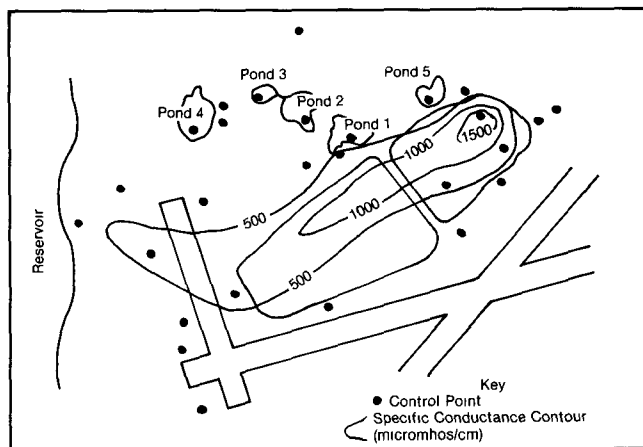 Pond 3
Pond 5
Pond 4
Pond 2
Pond 1
1000
1500
500
1000
500
Reservoir
Key
Control Point
Specific Conductance Contour
(micromhos/cm)